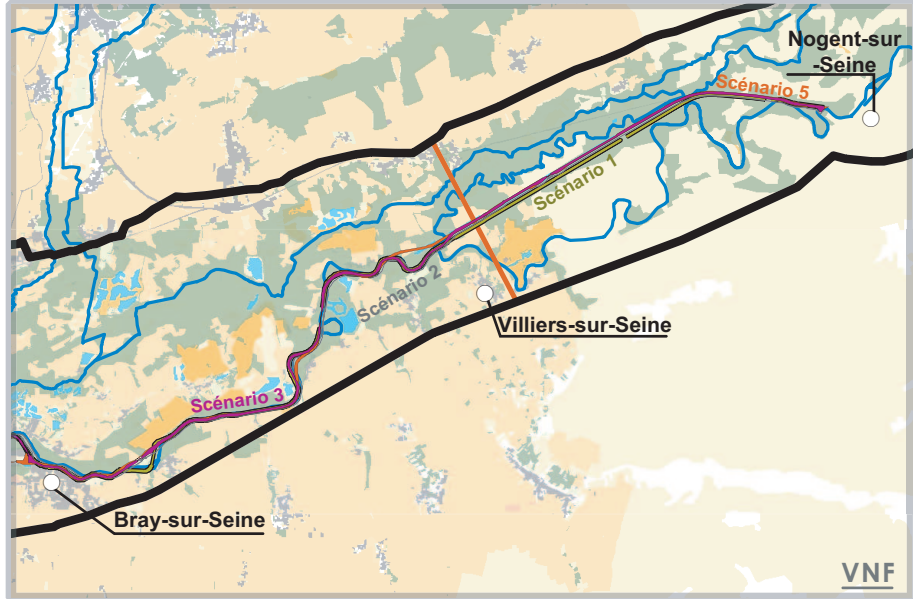 Nogent-sur
-Seine
Scénario 5
Scénario 1
Scénario 2
Villiers-sur-Seine
Scénario 3
Bray-sur-Seine
VNF